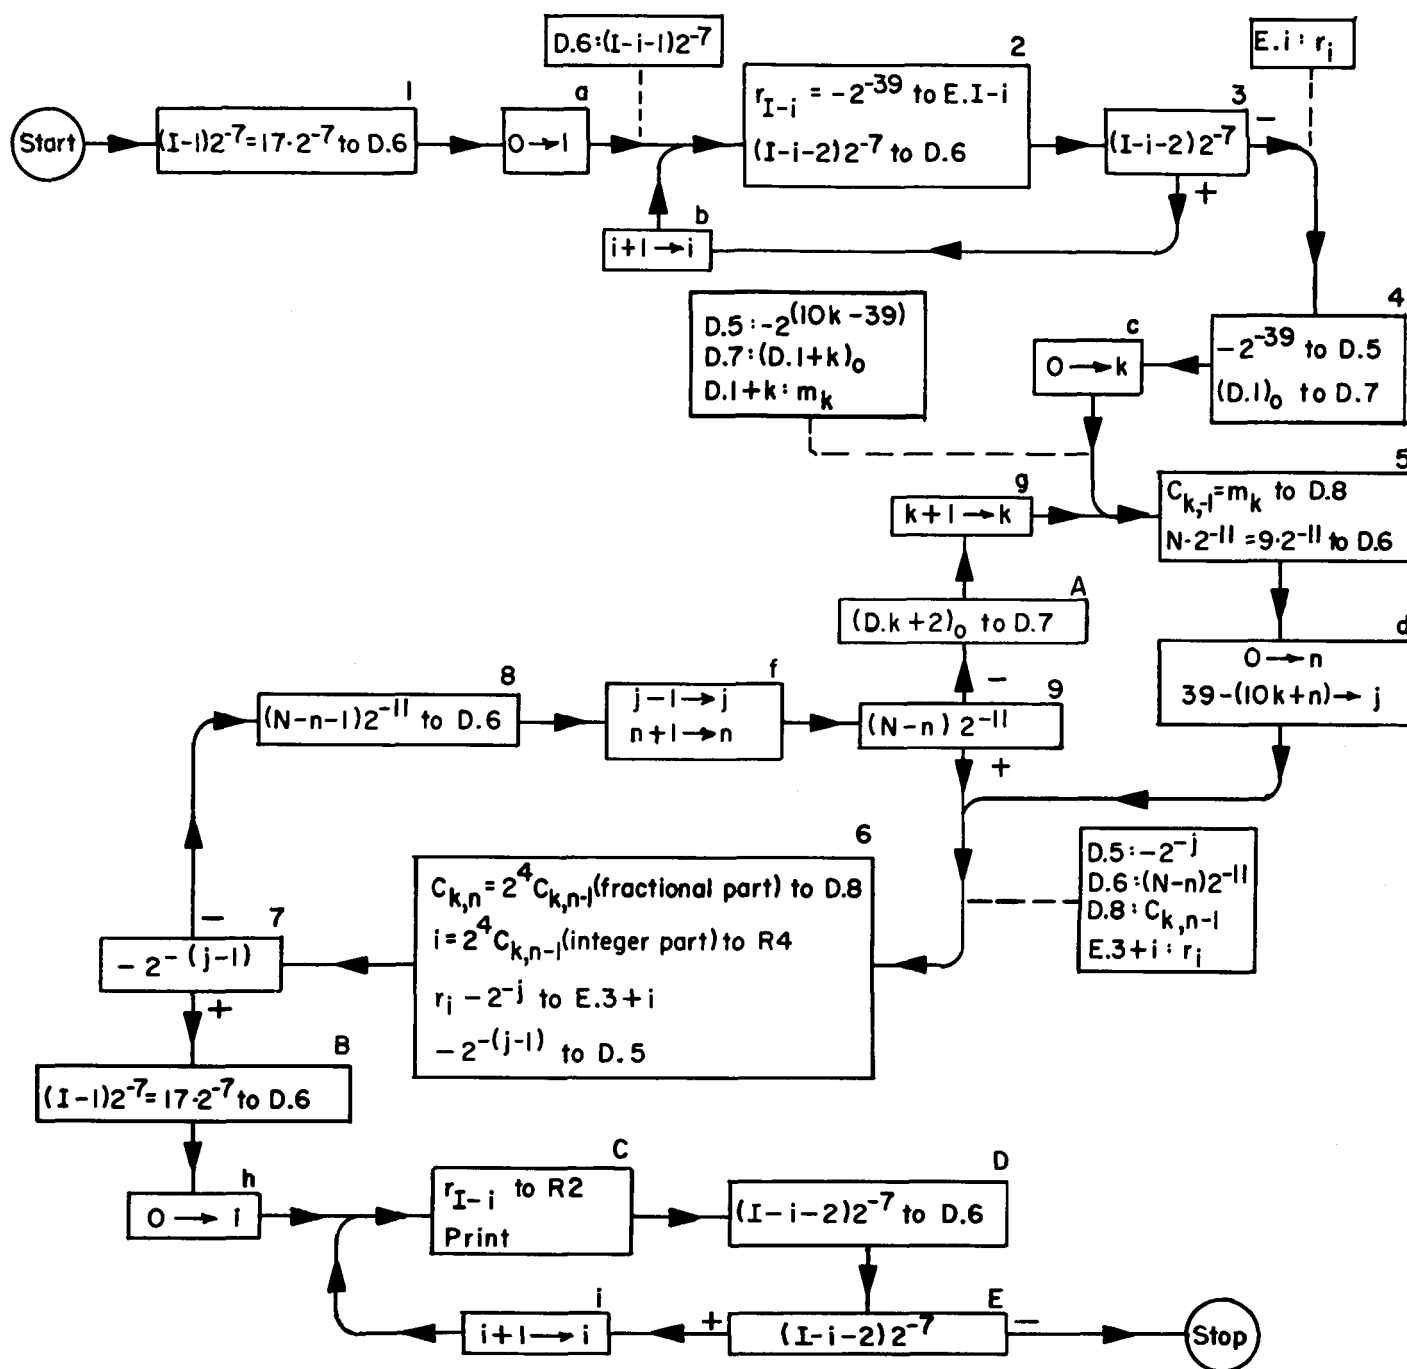 Start
1
(I-1)2^-7=17·2^-7 to D.6
a
0→1
D.6:(I-i-1)2^-7
2
r_I-i = -2^-39 to E.I-i
(I-i-2)2^-7 to D.6
3
(I-i-2)2^-7
-
+
E.i: r_i
b
i+1→i
4
-2^-39 to D.5
(D.1)_0 to D.7
c
0→k
D.5:-2^(10k-39)
D.7:(D.1+k)_0
D.1+k: m_k
5
C_k,-1=m_k to D.8
N·2^-11=9·2^-11 to D.6
g
k+1→k
A
(D.k+2)_0 to D.7
d
0→n
39-(10k+n)→j
8
(N-n-1)2^-11 to D.6
f
j-1→j
n+1→n
9
(N-n)2^-11
-
+
D.5:-2^-j
D.6:(N-n)2^-11
D.8: C_k,n-1
E.3+i: r_i
6
C_k,n=2^4C_k,n-1(fractional part) to D.8
i=2^4C_k,n-1(integer part) to R4
r_i-2^-j to E.3+i
-2^-(j-1) to D.5
7
-2^-(j-1)
-
+
B
(I-1)2^-7=17·2^-7 to D.6
h
0→i
C
r_I-i to R2
Print
D
(I-i-2)2^-7 to D.6
E
(I-i-2)2^-7
+
-
i
i+1→i
Stop